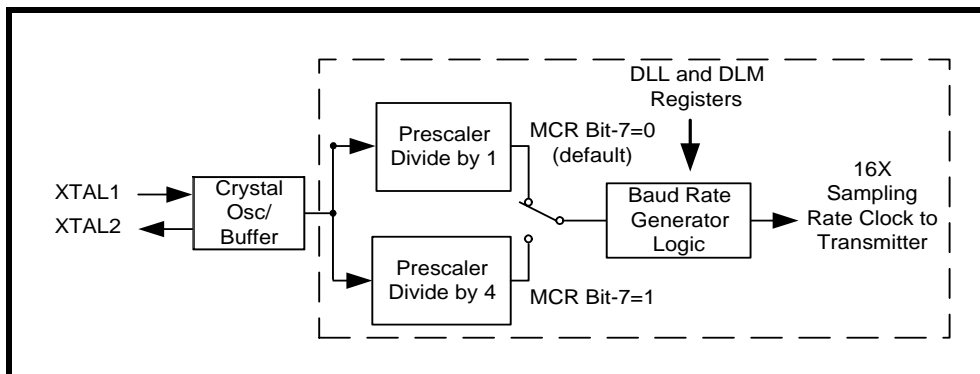 DLL and DLM
Registers
Prescaler
Divide by 1
MCR Bit-7=0
(default)
16X
Sampling
Rate Clock to
Transmitter
XTAL1
XTAL2
Crystal
Osc/
Buffer
Baud Rate
Generator
Logic
Prescaler
Divide by 4
MCR Bit-7=1